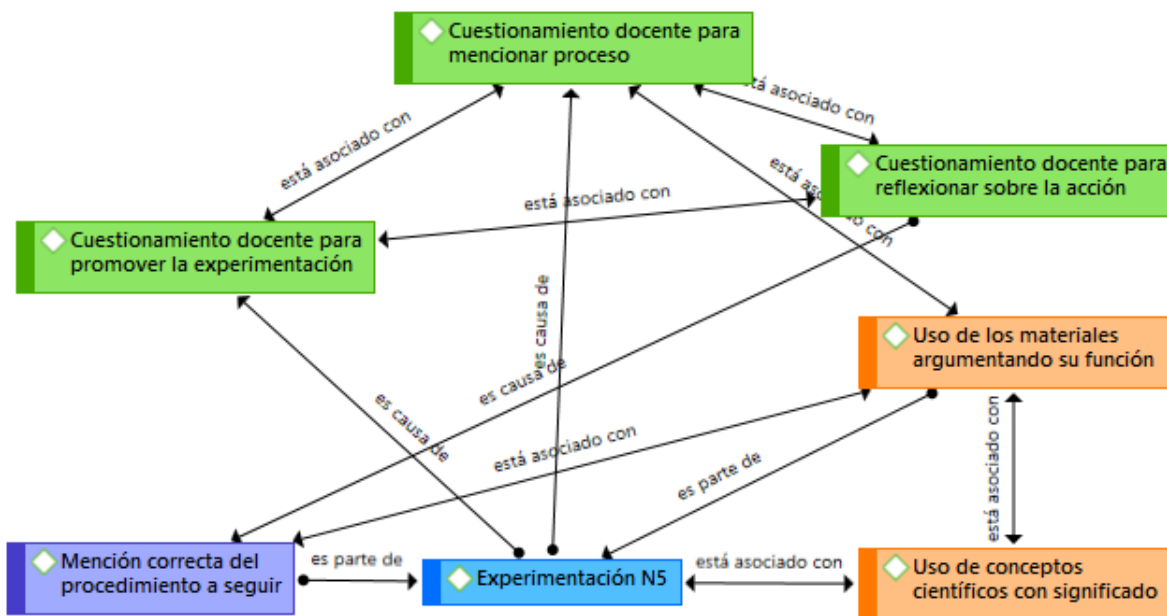 Cuestionamiento docente para
mencionar proceso
está asociado con
está asociado con
Cuestionamiento docente para
reflexionar sobre la acción
está asociado con
está asociado con
Cuestionamiento docente para
promover la experimentación
es causa de
Uso de los materiales
argumentando su función
es causa de
es causa de
está asociado con
está asociado con
es parte de
Mención correcta del
procedimiento a seguir
es parte de
Experimentación N5
está asociado con
Uso de conceptos
científicos con significado